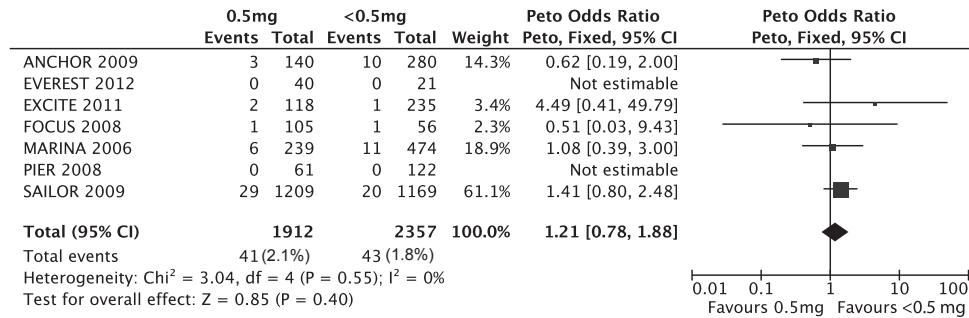 0.5mg <0.5mg Peto Odds Ratio Peto Odds Ratio
Events Total Events Total Weight Peto, Fixed, 95% CI Peto, Fixed, 95% CI
ANCHOR 2009 3 140 10 280 14.3% 0.62 [0.19, 2.00]
EVEREST 2012 0 40 0 21 Not estimable
EXCITE 2011 2 118 1 235 3.4% 4.49 [0.41, 49.79]
FOCUS 2008 1 105 1 56 2.3% 0.51 [0.03, 9.43]
MARINA 2006 6 239 11 474 18.9% 1.08 [0.39, 3.00]
PIER 2008 0 61 0 122 Not estimable
SAILOR 2009 29 1209 20 1169 61.1% 1.41 [0.80, 2.48]
Total (95% CI) 1912 2357 100.0% 1.21 [0.78, 1.88]
Total events 41 (2.1%) 43 (1.8%)
Heterogeneity: Chi² = 3.04, df = 4 (P = 0.55); I² = 0%
Test for overall effect: Z = 0.85 (P = 0.40)
0.01 0.1 1 10 100
Favours 0.5mg Favours <0.5 mg